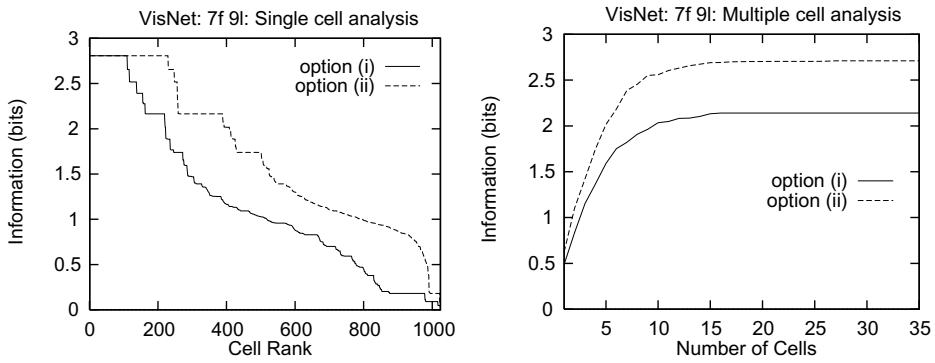 VisNet: 7f 9l: Single cell analysis
Information (bits)
3
2.5
2
1.5
1
0.5
0
option (i)
option (ii)
0 200 400 600 800 1000
Cell Rank
VisNet: 7f 9l: Multiple cell analysis
Information (bits)
3
2.5
2
1.5
1
0.5
0
option (i)
option (ii)
5 10 15 20 25 30 35
Number of Cells